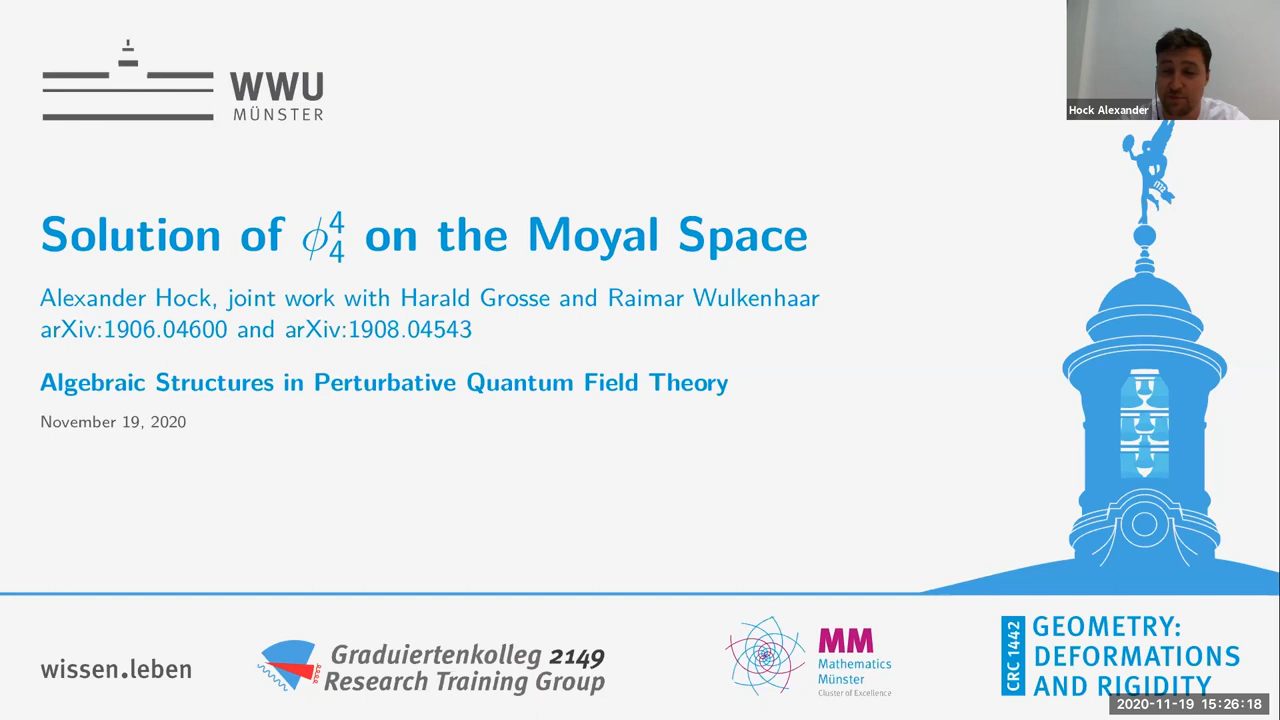 WWU
MÜNSTER
Hock Alexander
Solution of ϕ⁴₄ on the Moyal Space
Alexander Hock, joint work with Harald Grosse and Raimar Wulkenhaar
arXiv:1906.04600 and arXiv:1908.04543
Algebraic Structures in Perturbative Quantum Field Theory
November 19, 2020
wissen.leben
Graduiertenkolleg 2149
Research Training Group
MM
Mathematics
Münster
Cluster of Excellence
CRC 1442
GEOMETRY:
DEFORMATIONS
AND RIGIDITY
2020-11-19 15:26:18